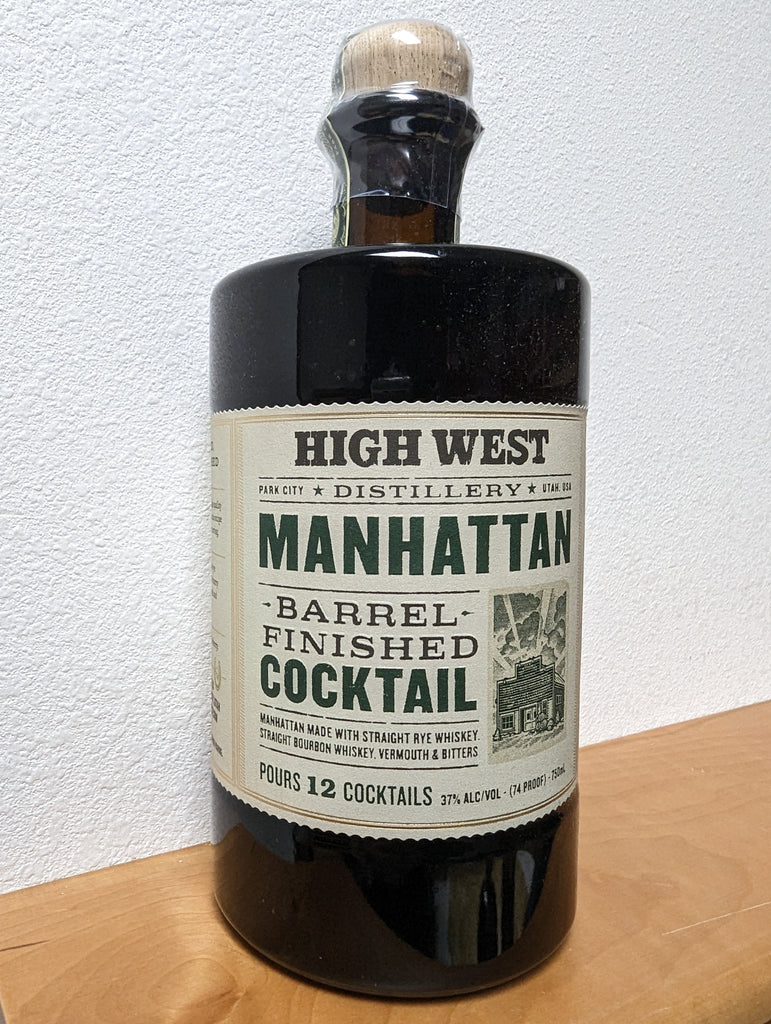 HIGH WEST
PARK CITY ★ DISTILLERY ★ UTAH, USA
MANHATTAN
BARREL
FINISHED
COCKTAIL
MANHATTAN MADE WITH STRAIGHT RYE WHISKEY,
STRAIGHT BOURBON WHISKEY, VERMOUTH & BITTERS
POURS 12 COCKTAILS 37% ALC/VOL - (74 PROOF) - 750mL